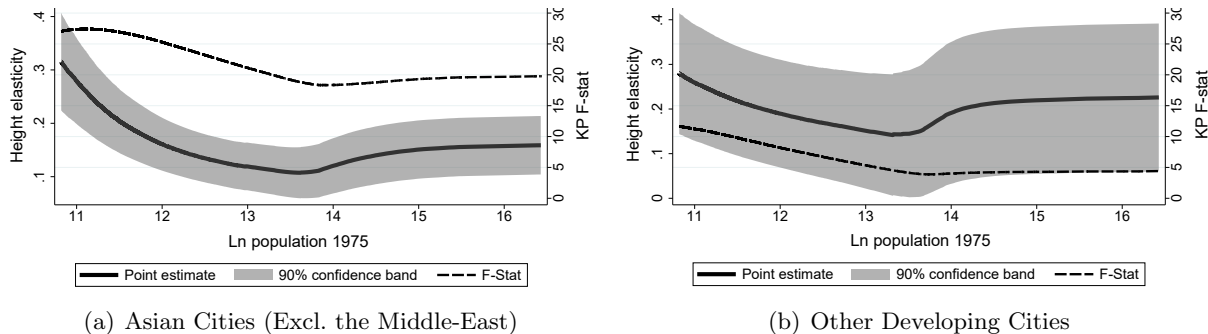 .4
.3
.2
.1
Height elasticity
30
25
20
15
10
5
0
KP F-stat
11 12 13 14 15 16
Ln population 1975
Point estimate 90% confidence band F-Stat
(a) Asian Cities (Excl. the Middle-East)
.4
.3
.2
.1
0
Height elasticity
30
25
20
15
10
5
0
KP F-stat
11 12 13 14 15 16
Ln population 1975
Point estimate 90% confidence band F-Stat
(b) Other Developing Cities